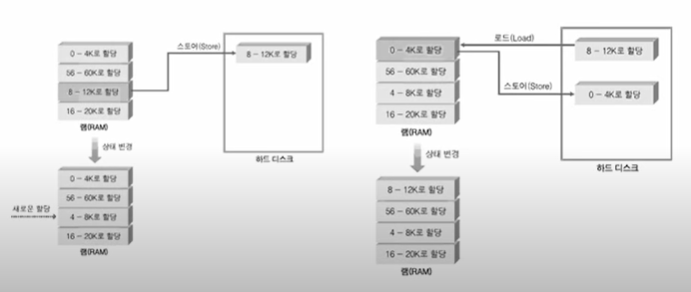 0 - 4K로 할당
56 - 60K로 할당
8 - 12K로 할당
16 - 20K로 할당
램(RAM)
스토어(Store)
8 - 12K로 할당
하드 디스크
상태 변경
새로운 할당
0 - 4K로 할당
56 - 60K로 할당
4 - 8K로 할당
16 - 20K로 할당
램(RAM)
0 - 4K로 할당
56 - 60K로 할당
4 - 8K로 할당
16 - 20K로 할당
램(RAM)
로드(Load)
스토어(Store)
8 - 12K로 할당
0 - 4K로 할당
하드 디스크
상태 변경
8 - 12K로 할당
56 - 60K로 할당
4 - 8K로 할당
16 - 20K로 할당
램(RAM)